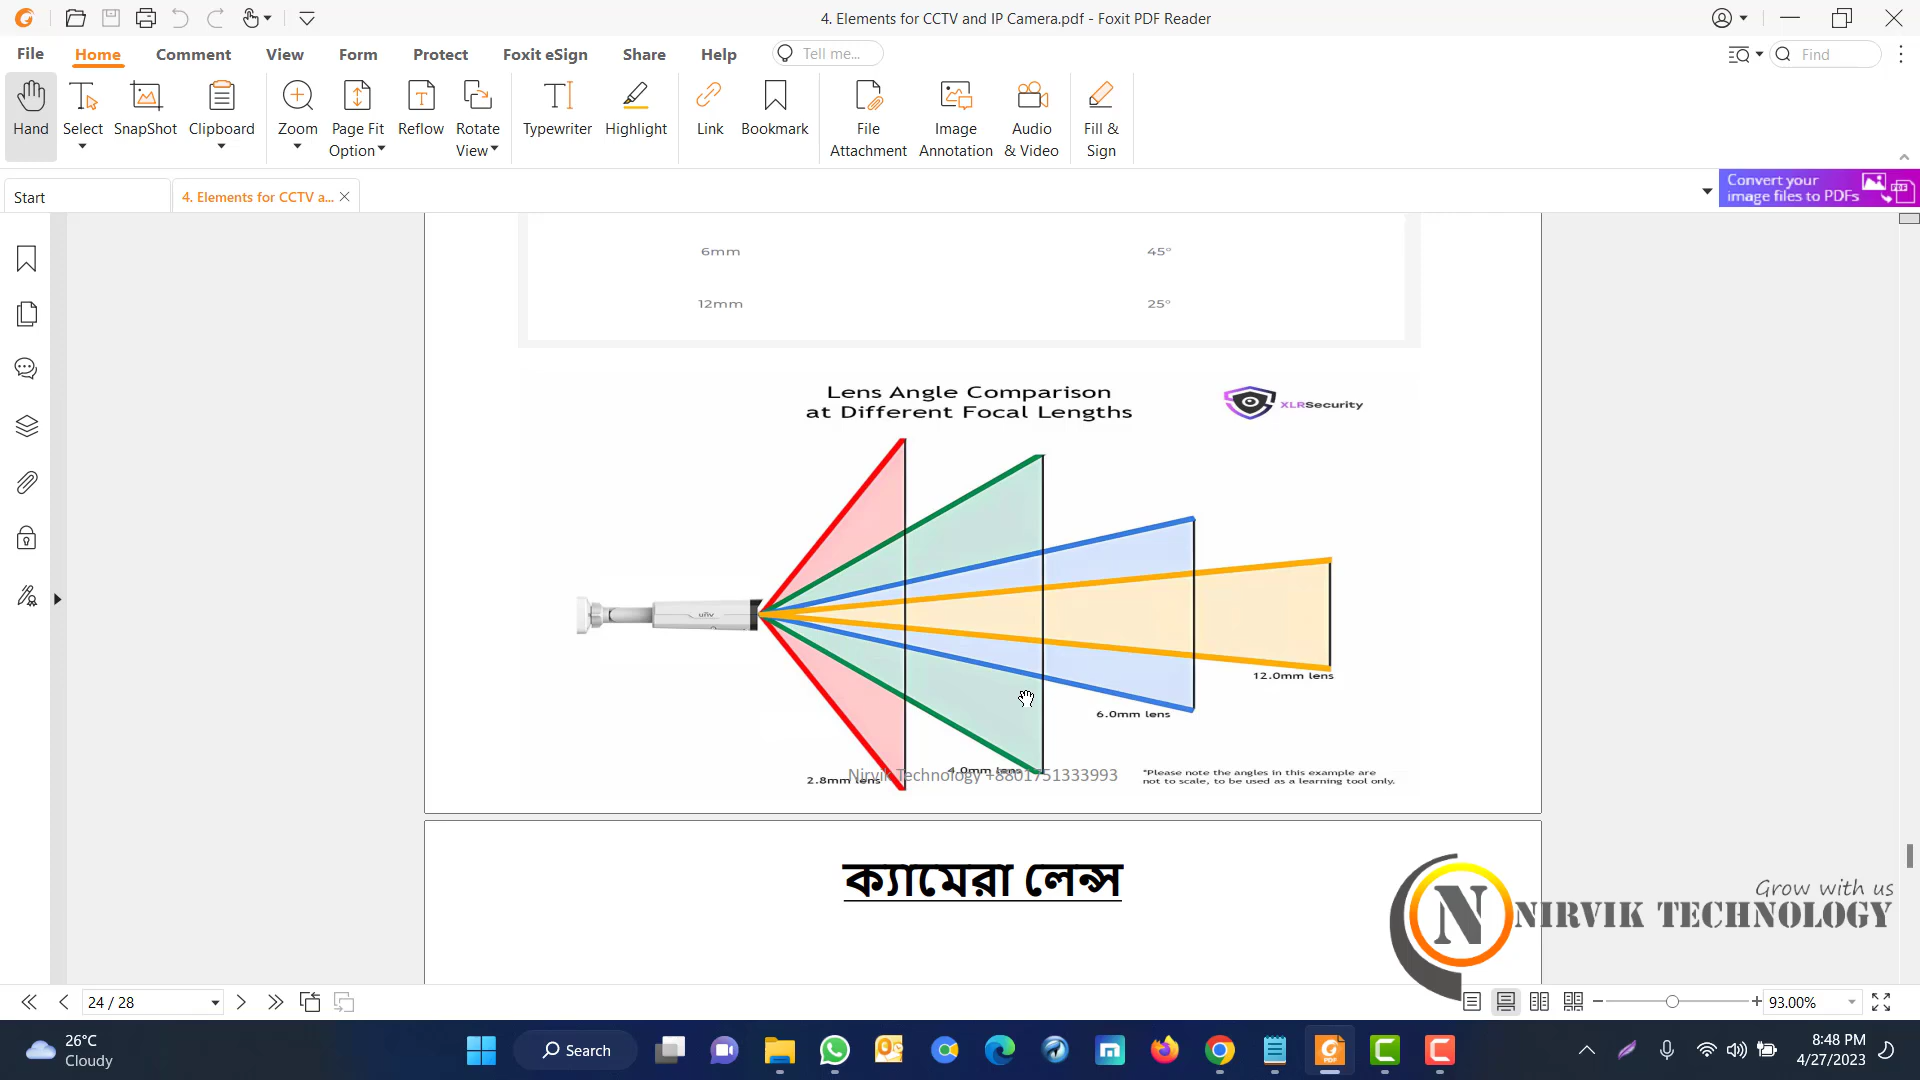 4. Elements for CCTV and IP Camera.pdf - Foxit PDF Reader
File Home Comment View Form Protect Foxit eSign Share Help Tell me... Find
Hand Select SnapShot Clipboard Zoom Page Fit Option Reflow Rotate View Typewriter Highlight Link Bookmark File Attachment Image Annotation Audio & Video Fill & Sign
Start 4. Elements for CCTV a...
Convert your
image files to PDFs
6mm 45°
12mm 25°
Lens Angle Comparison
at Different Focal Lengths
XLRSecurity
unv
12.0mm lens
6.0mm lens
4.0mm lens
2.8mm lens
Nirvik Technology +8801751333993
*Please note the angles in this example are
not to scale, to be used as a learning tool only.
ক্যামেরা লেন্স
Grow with us
N NIRVIK TECHNOLOGY
24 / 28 93.00%
26°C
Cloudy
Search
8:48 PM
4/27/2023